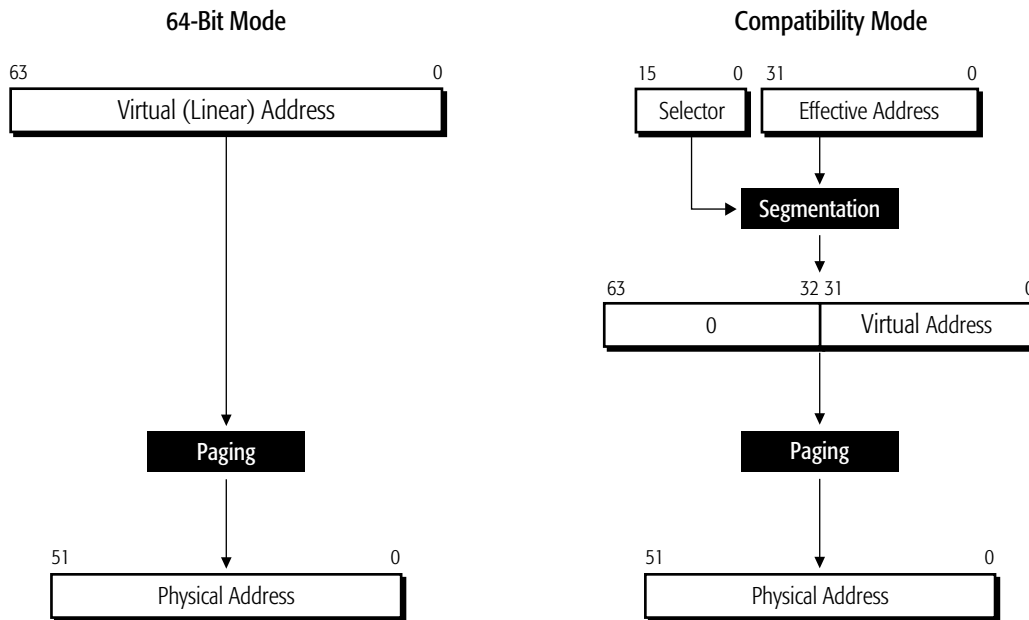 64-Bit Mode
63 0
Virtual (Linear) Address
Paging
51 0
Physical Address
Compatibility Mode
15 0 31 0
Selector Effective Address
Segmentation
63 32 31 0
0 Virtual Address
Paging
51 0
Physical Address